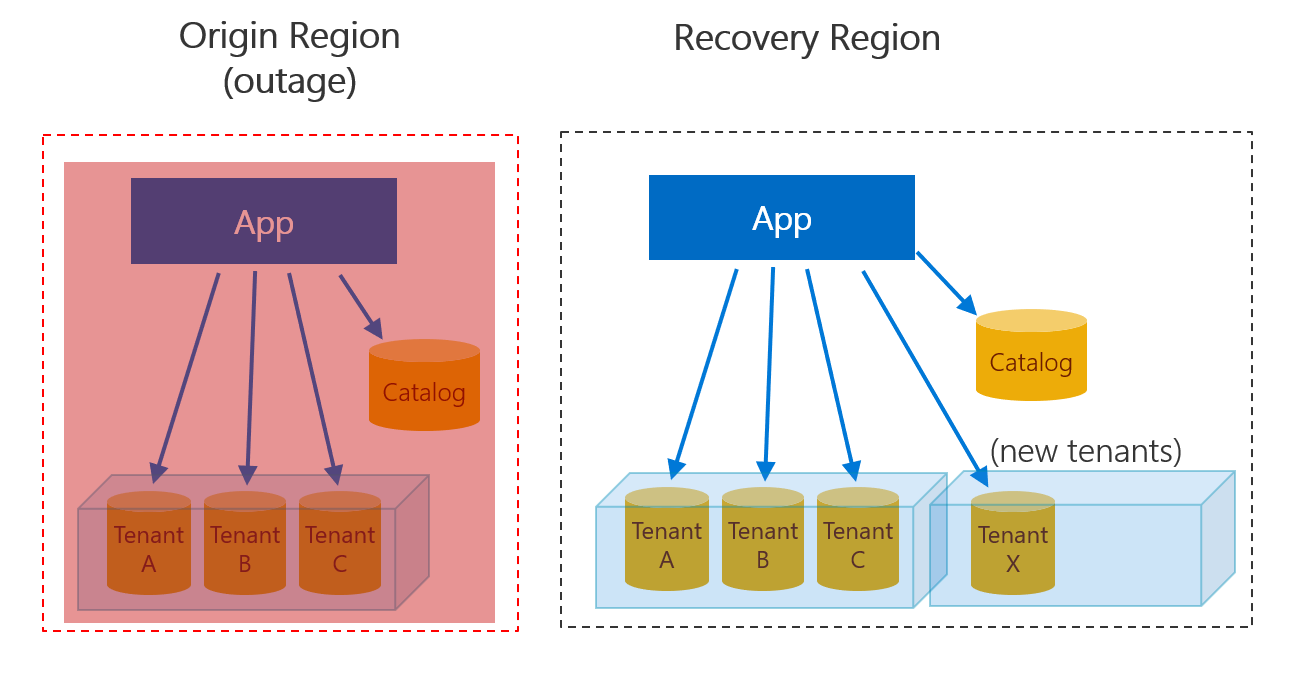 Origin Region
(outage)
Recovery Region
App
Catalog
Tenant
A
Tenant
B
Tenant
C
App
Catalog
(new tenants)
Tenant
A
Tenant
B
Tenant
C
Tenant
X